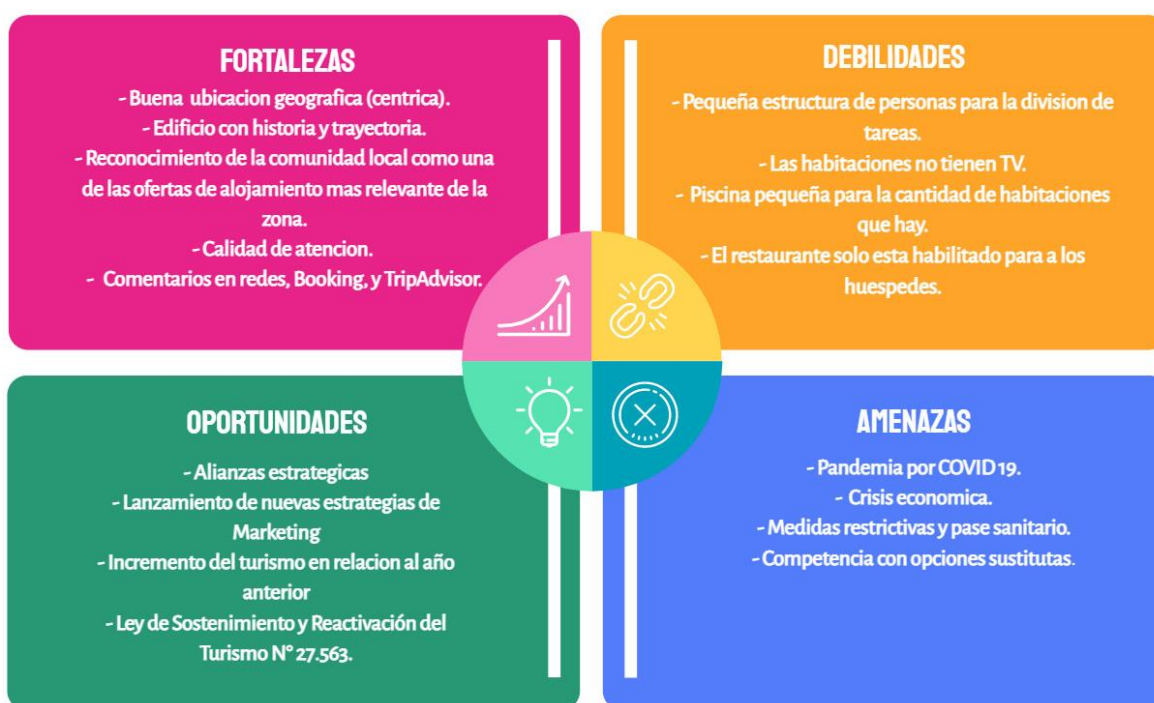 FORTALEZAS
- Buena ubicacion geografica (centrica).
- Edificio con historia y trayectoria.
- Reconocimiento de la comunidad local como una
de las ofertas de alojamiento mas relevante de la
zona.
- Calidad de atencion.
- Comentarios en redes, Booking, y TripAdvisor.
DEBILIDADES
- Pequeña estructura de personas para la division de
tareas.
- Las habitaciones no tienen TV.
- Piscina pequeña para la cantidad de habitaciones
que hay.
- El restaurante solo esta habilitado para a los
huespedes.
OPORTUNIDADES
- Alianzas estrategicas
- Lanzamiento de nuevas estrategias de
Marketing
- Incremento del turismo en relacion al año
anterior
- Ley de Sostenimiento y Reactivación del
Turismo N° 27.563.
AMENAZAS
- Pandemia por COVID 19.
- Crisis economica.
- Medidas restrictivas y pase sanitario.
- Competencia con opciones sustitutas.